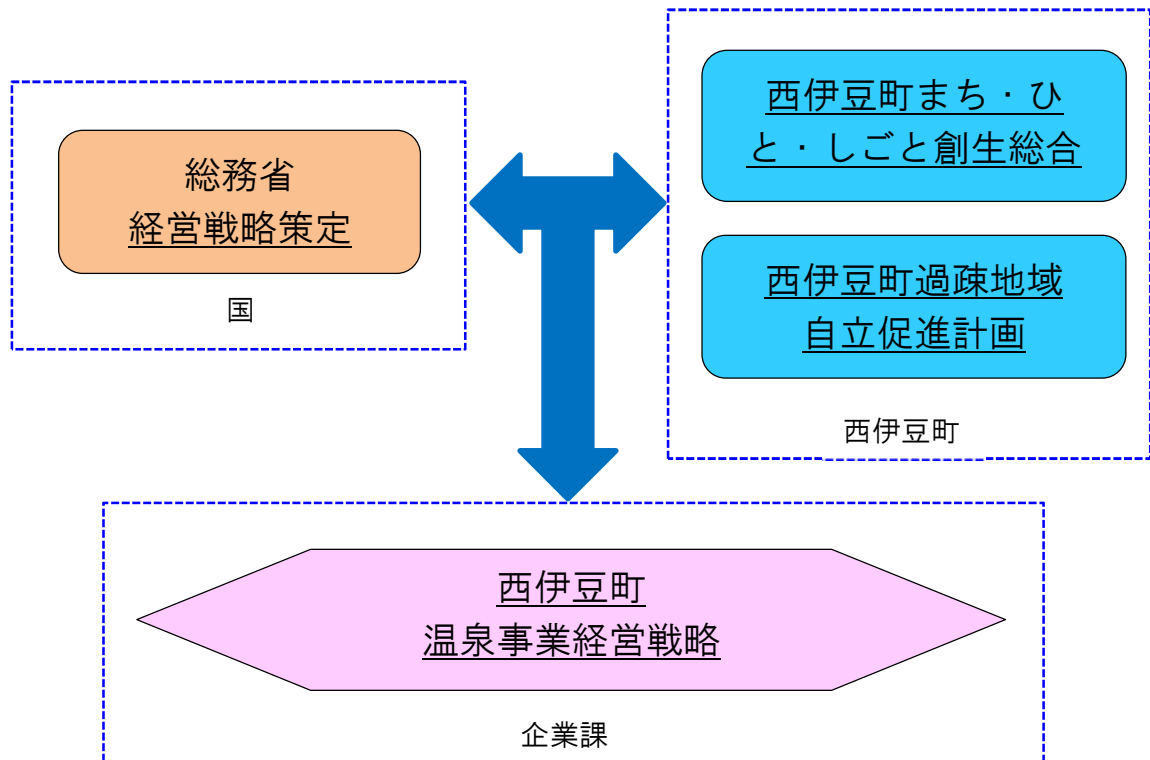 総務省
経営戦略策定
国
西伊豆町まち・ひ
と・しごと創生総合
西伊豆町過疎地域
自立促進計画
西伊豆町
西伊豆町
温泉事業経営戦略
企業課